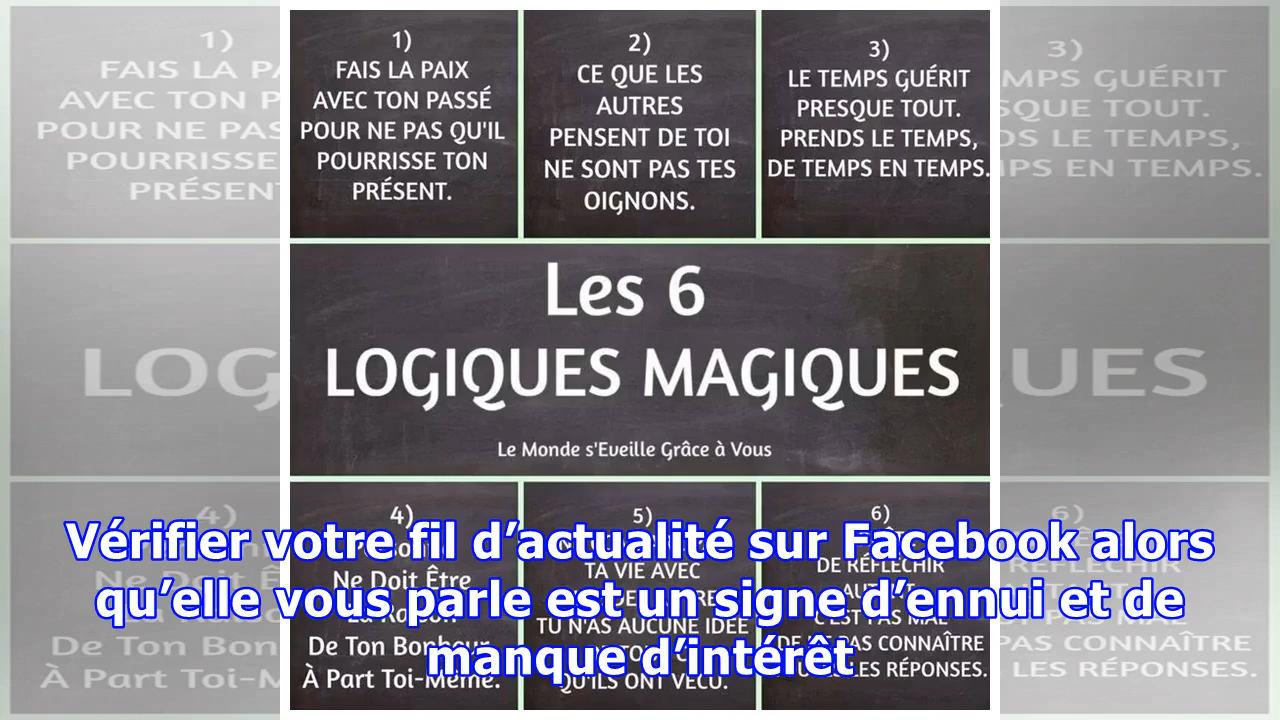 1)
FAIS LA PAIX
AVEC TON PASSÉ
POUR NE PAS QU'IL
POURRISSE TON
PRÉSENT.
2)
CE QUE LES
AUTRES
PENSENT DE TOI
NE SONT PAS TES
OIGNONS.
3)
LE TEMPS GUÉRIT
PRESQUE TOUT.
PRENDS LE TEMPS,
DE TEMPS EN TEMPS.
Les 6
LOGIQUES MAGIQUES
Le Monde s'Eveille Grâce à Vous
4)
Ne Doit Être
De Ton Bonheur
À Part Toi-Même.
5)
TA VIE AVEC
TU N'AS AUCUNE IDÉE
QU'ILS ONT VÉCU.
6)
DE RÉFLÉCHIR
C'EST PAS MAL
PAS CONNAÎTRE
LES RÉPONSES.
Vérifier votre fil d’actualité sur Facebook alors
qu’elle vous parle est un signe d’ennui et de
manque d’intérêt